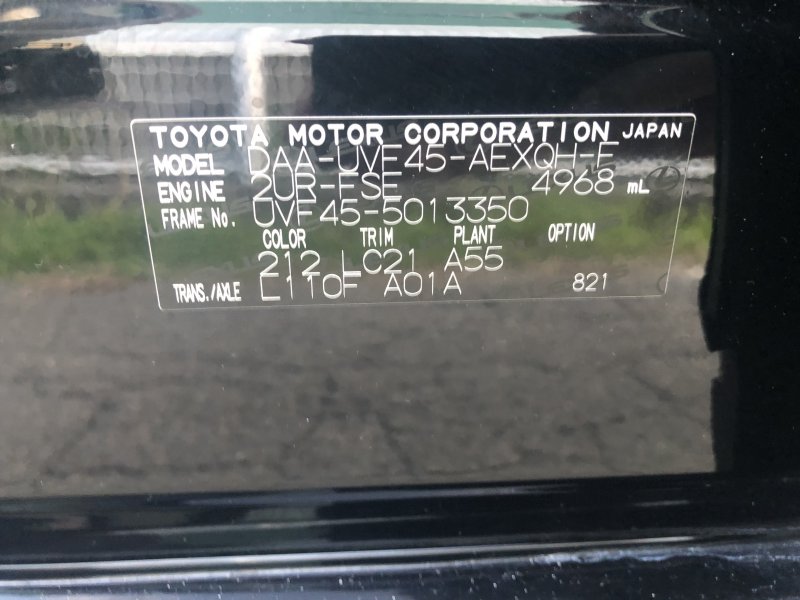 TOYOTA MOTOR CORPORATION JAPAN
MODEL DAA-UVF45-AEXQH-F
ENGINE 2UR-FSE 4968 mL
FRAME No. UVF45-5013350
COLOR TRIM PLANT OPTION
212 LC21 A55
TRANS./AXLE L110F A01A 821